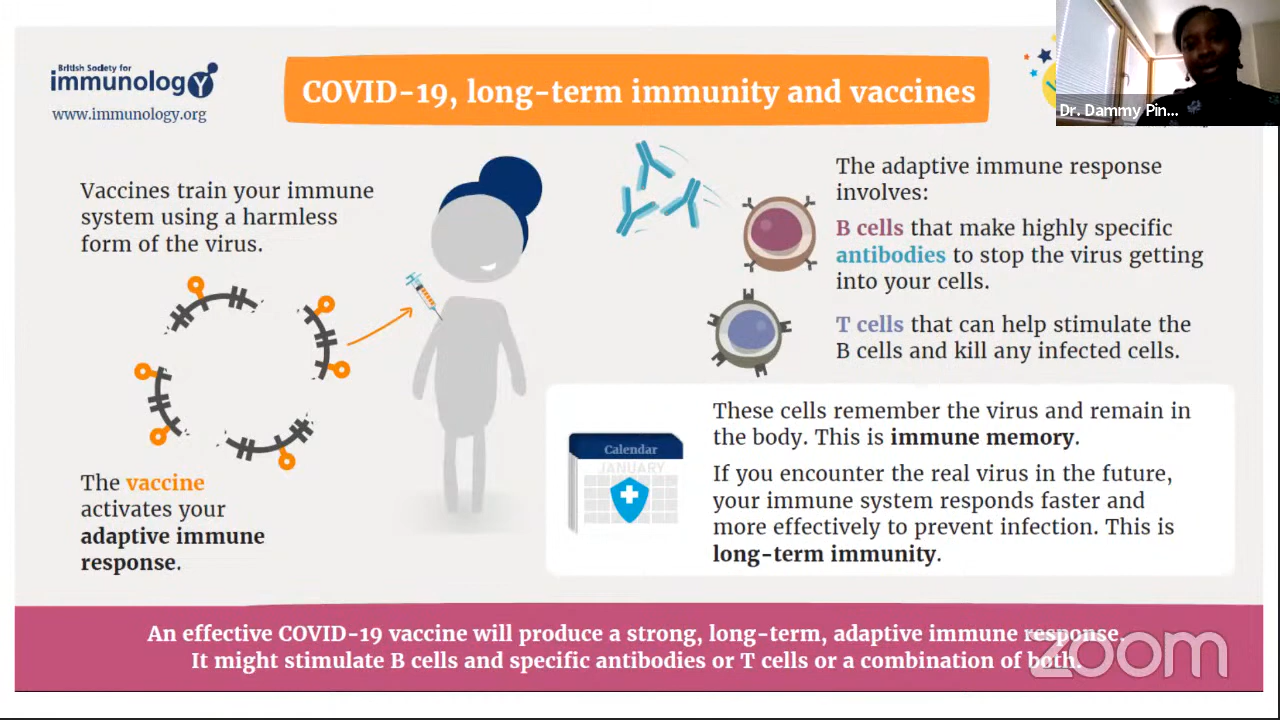 British Society for
immunology
www.immunology.org
COVID-19, long-term immunity and vaccines
Dr. Dammy Pin...
Vaccines train your immune
system using a harmless
form of the virus.
The vaccine
activates your
adaptive immune
response.
The adaptive immune response
involves:
B cells that make highly specific
antibodies to stop the virus getting
into your cells.
T cells that can help stimulate the
B cells and kill any infected cells.
Calendar
JANUARY
These cells remember the virus and remain in
the body. This is immune memory.
If you encounter the real virus in the future,
your immune system responds faster and
more effectively to prevent infection. This is
long-term immunity.
An effective COVID-19 vaccine will produce a strong, long-term, adaptive immune response.
It might stimulate B cells and specific antibodies or T cells or a combination of both.
zoom